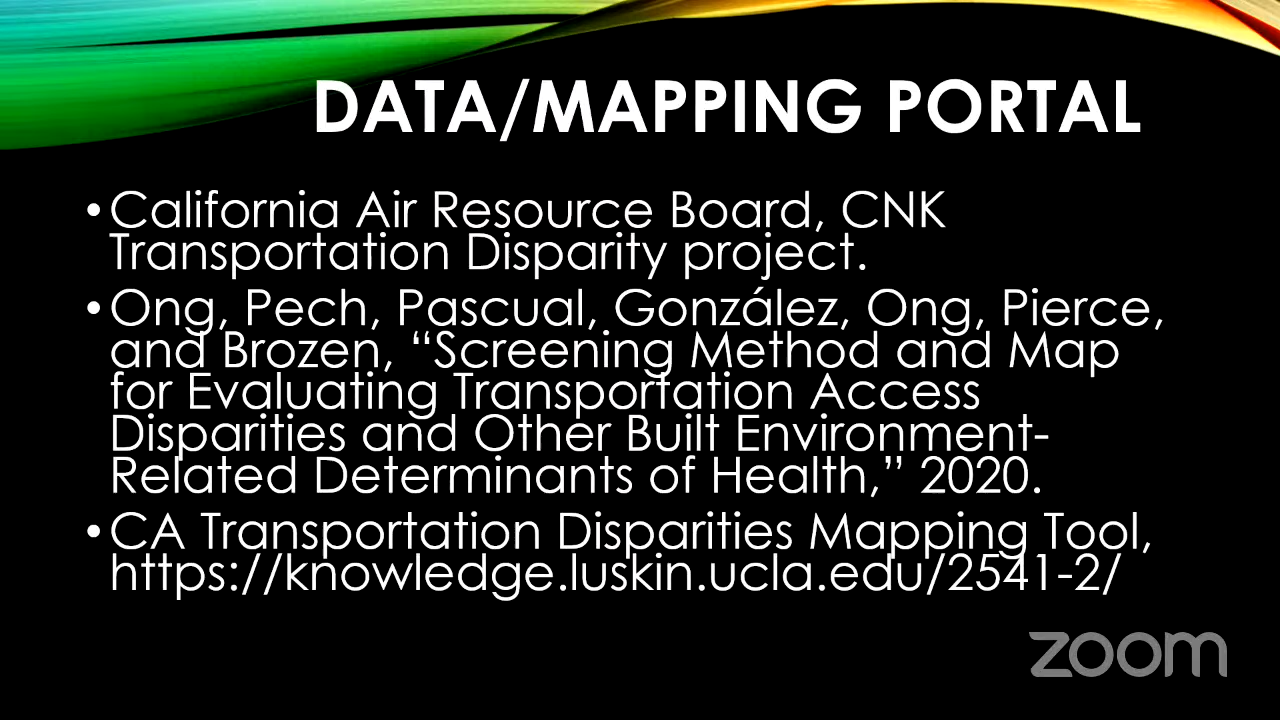 DATA/MAPPING PORTAL
• California Air Resource Board, CNK
Transportation Disparity project.
• Ong, Pech, Pascual, González, Ong, Pierce,
and Brozen, “Screening Method and Map
for Evaluating Transportation Access
Disparities and Other Built Environment-
Related Determinants of Health,” 2020.
• CA Transportation Disparities Mapping Tool,
https://knowledge.luskin.ucla.edu/2541-2/
zoom